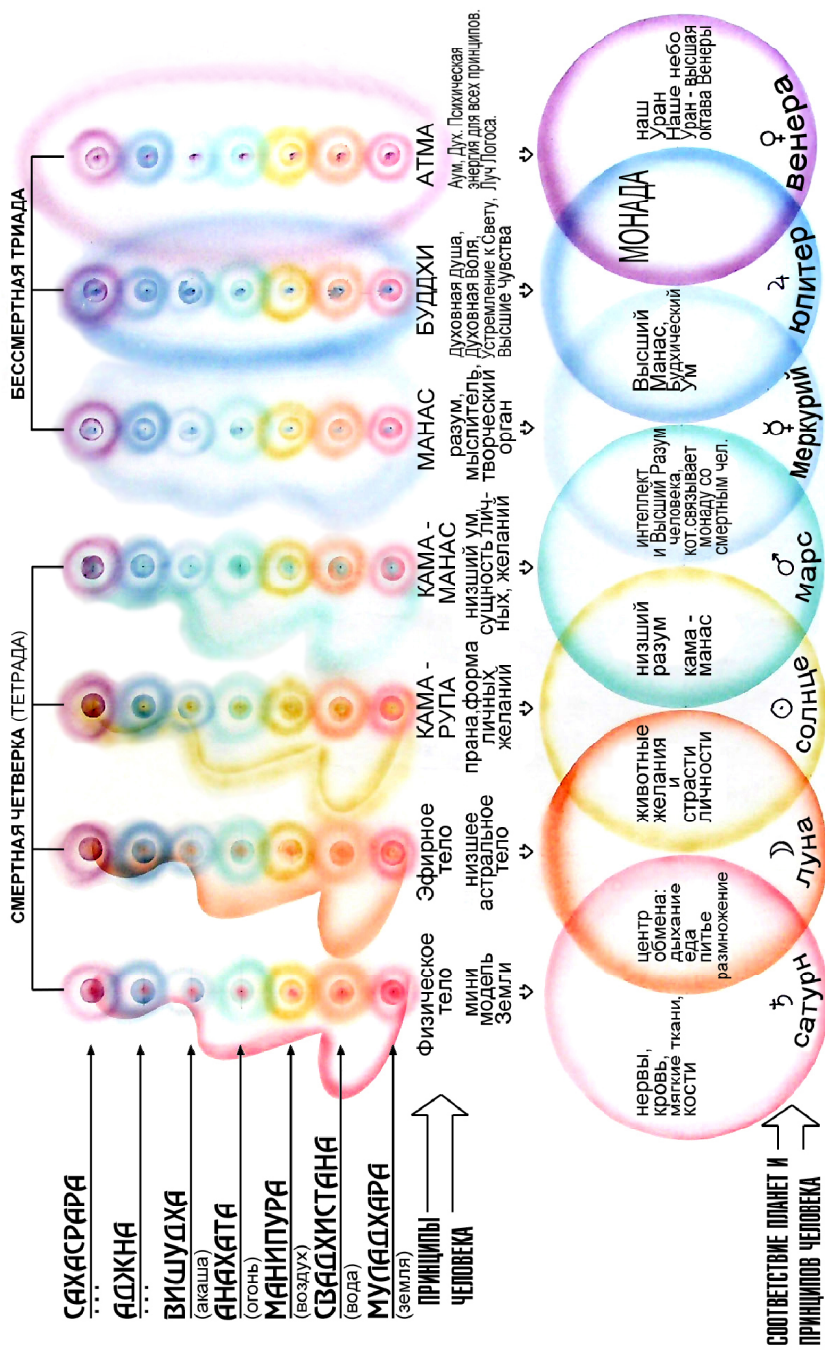 СМЕРТНАЯ ЧЕТВЕРКА (ТЕТРАДА)
БЕССМЕРТНАЯ ТРИАДА
САХАСРАРА
...
АДЖНА
...
ВИШУДХА
(акаша)
АНАХАТА
(огонь)
МАНИПУРА
(воздух)
СВАДХИСТАНА
(вода)
МУЛАДХАРА
(земля)
ПРИНЦИПЫ
ЧЕЛОВЕКА
Физическое
тело
мини
модель
Земли
Эфирное
тело
низшее
астральное
тело
КАМА -
РУПА
прана, форма
личных
желаний
КАМА -
МАНАС
низший ум,
сущность лич-
ных, желаний
МАНАС
разум,
мыслитель,
творческий
орган
БУДДХИ
Духовная Душа,
Духовная Воля,
Устремление к Свету,
Высшие Чувства
АТМА
Аум, Дух. Психическая
энергия для всех принципов.
Луч Логоса.
нервы,
кровь,
мягкие ткани,
кости
♄
сатурн
центр
обмена:
дыхание
еда
питье
размножение
☽
луна
животные
желания
и
страсти
личности
☉
солнце
низший
разум
кама-
манас
♂
марс
интеллект
и Высший Разум
человека,
кот. связывает
монаду со
смертным чел.
☿
меркурий
Высший
Манас,
Будхический
ум
♃
юпитер
МОНАДА
наш
Уран
Наше небо
Уран - высшая
октава Венеры
♀
венера
СООТВЕТСТВИЕ ПЛАНЕТ И
ПРИНЦИПОВ ЧЕЛОВЕКА